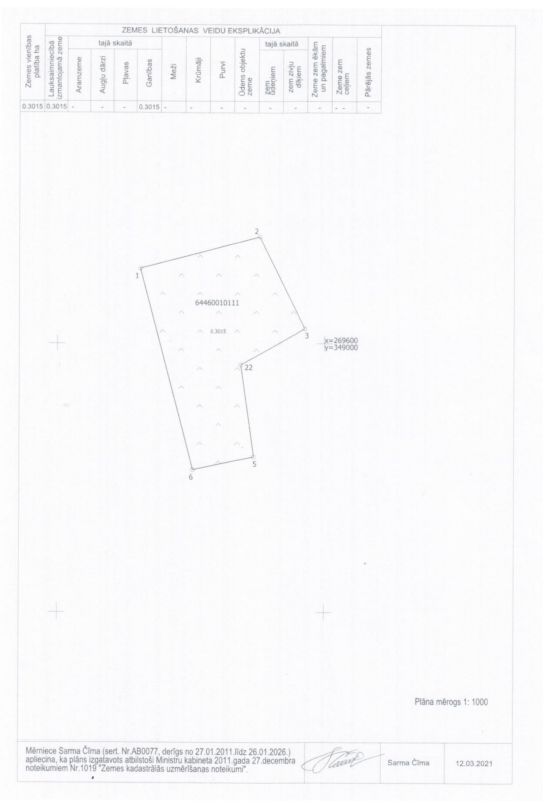 ZEMES LIETOŠANAS VEIDU EKSPLIKĀCIJA
Zemes vienības platība ha
Lauksaimniecībā izmantojamā zeme
tajā skaitā
Aramzeme
Augļu dārzi
Pļavas
Ganības
Meži
Krūmāji
Purvi
Ūdens objektu zeme
tajā skaitā
zem ūdeņiem
zem zivju dīķiem
Zeme zem ēkām un pagalmiem
Zeme zem ceļiem
Pārējās zemes
0.3015 0.3015 - - - 0.3015 - - - - - - - - - -
2
1
64460010111
0.3015
3
x=269600
y=349000
22
5
6
Plāna mērogs 1: 1000
Mērniece Sarma Čīma (sert. Nr.AB0077, derīgs no 27.01.2011.līdz 26.01.2026.)
apliecina, ka plāns izgatavots atbilstoši Ministru kabineta 2011.gada 27.decembra
noteikumiem Nr.1019 "Zemes kadastrālās uzmērīšanas noteikumi".
Sarma Čīma
12.03.2021